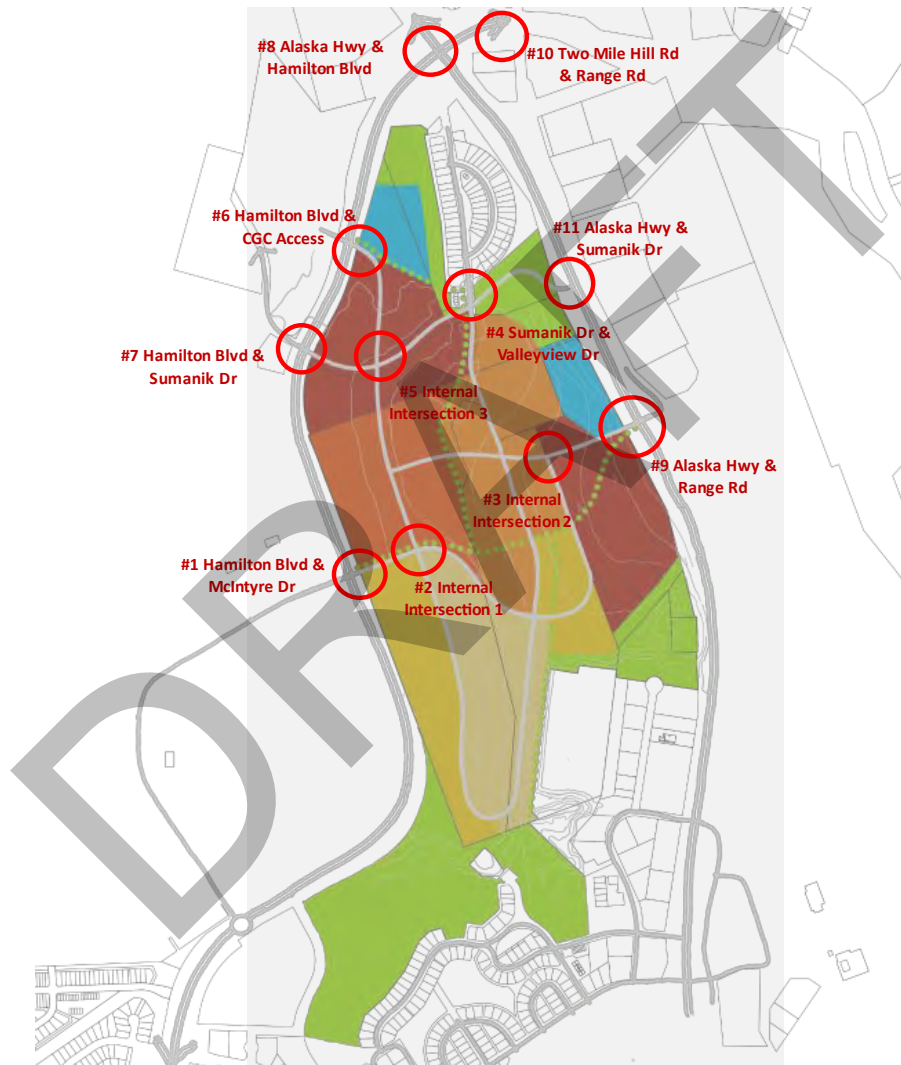 #8 Alaska Hwy &
Hamilton Blvd
#10 Two Mile Hill Rd
& Range Rd
#6 Hamilton Blvd &
CGC Access
#11 Alaska Hwy &
Sumanik Dr
#7 Hamilton Blvd &
Sumanik Dr
#4 Sumanik Dr &
Valleyview Dr
#5 Internal
Intersection 3
#9 Alaska Hwy &
Range Rd
#3 Internal
Intersection 2
#1 Hamilton Blvd &
McIntyre Dr
#2 Internal
Intersection 1
DRAFT